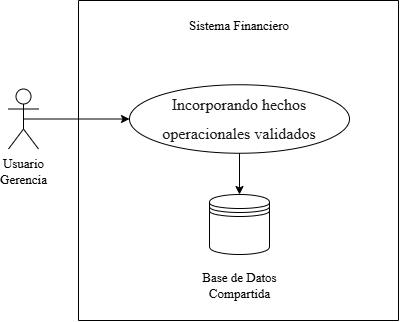 Sistema Financiero
Incorporando hechos
operacionales validados
Usuario
Gerencia
Base de Datos
Compartida